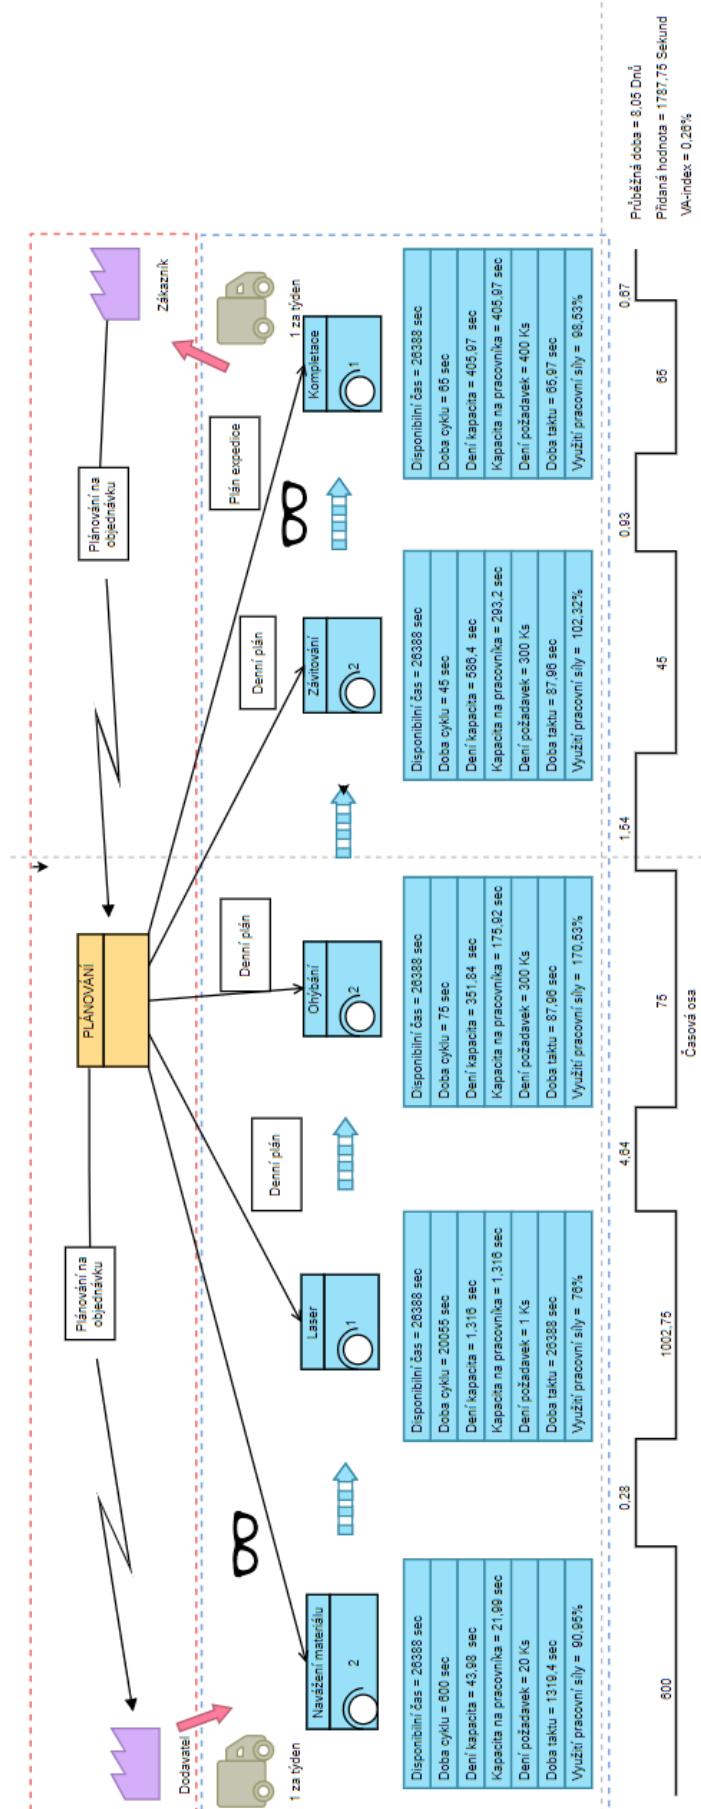 Plánování na
objednávku
PLÁNOVÁNÍ
Plánování na
objednávku
Dodavatel
Zákazník
1 za týden
1 za týden
Denní plán
Denní plán
Denní plán
Plán expedice
Navážení materiálu
2
Laser
1
Ohýbání
2
Závitování
2
Kompletace
1
Disponibilní čas = 26388 sec
Doba cyklu = 600 sec
Dení kapacita = 43,98 sec
Kapacita na pracovníka = 21,99 sec
Dení požadavek = 20 Ks
Doba taktu = 1319,4 sec
Využití pracovní síly = 90,95%
Disponibilní čas = 26388 sec
Doba cyklu = 20055 sec
Dení kapacita = 1,316 sec
Kapacita na pracovníka = 1,316 sec
Dení požadavek = 1 Ks
Doba taktu = 26388 sec
Využití pracovní síly = 76%
Disponibilní čas = 26388 sec
Doba cyklu = 75 sec
Dení kapacita = 351,84 sec
Kapacita na pracovníka = 175,92 sec
Dení požadavek = 300 Ks
Doba taktu = 87,96 sec
Využití pracovní síly = 170,53%
Disponibilní čas = 26388 sec
Doba cyklu = 45 sec
Dení kapacita = 586,4 sec
Kapacita na pracovníka = 293,2 sec
Dení požadavek = 300 Ks
Doba taktu = 87,96 sec
Využití pracovní síly = 102,32%
Disponibilní čas = 26388 sec
Doba cyklu = 65 sec
Dení kapacita = 405,97 sec
Kapacita na pracovníka = 405,97 sec
Dení požadavek = 400 Ks
Doba taktu = 65,97 sec
Využití pracovní síly = 98,53%
600
0,28
1002,75
4,64
75
1,54
45
0,93
65
0,67
Časová osa
Průběžná doba = 8,05 Dnů
Přidaná hodnota = 1787,75 Sekund
VA-index = 0,26%